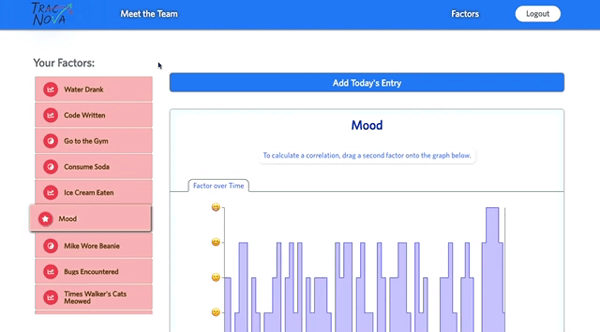 TRAC
NOVA
Meet the Team
Factors
Logout
Your Factors:
Water Drank
Code Written
Go to the Gym
Consume Soda
Ice Cream Eaten
Mood
Mike Wore Beanie
Bugs Encountered
Times Walker's Cats
Meowed
Add Today's Entry
Mood
To calculate a correlation, drag a second factor onto the graph below.
Factor over Time